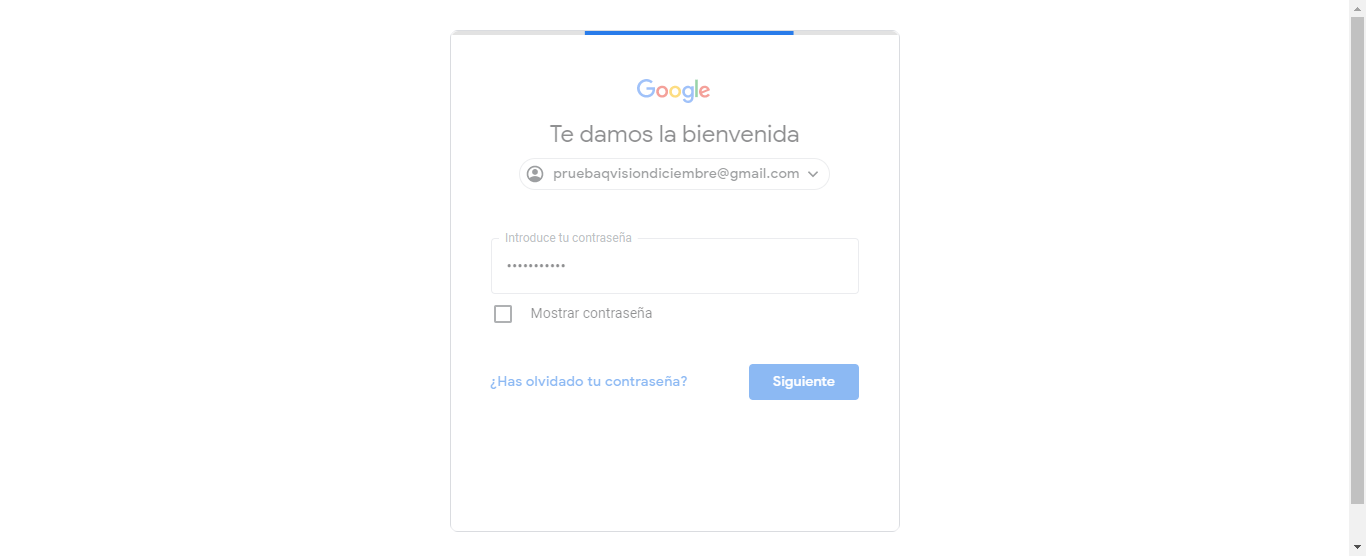 Google
Te damos la bienvenida
pruebaqvisiondiciembre@gmail.com
Introduce tu contraseña
•••••••••••
Mostrar contraseña
¿Has olvidado tu contraseña?
Siguiente